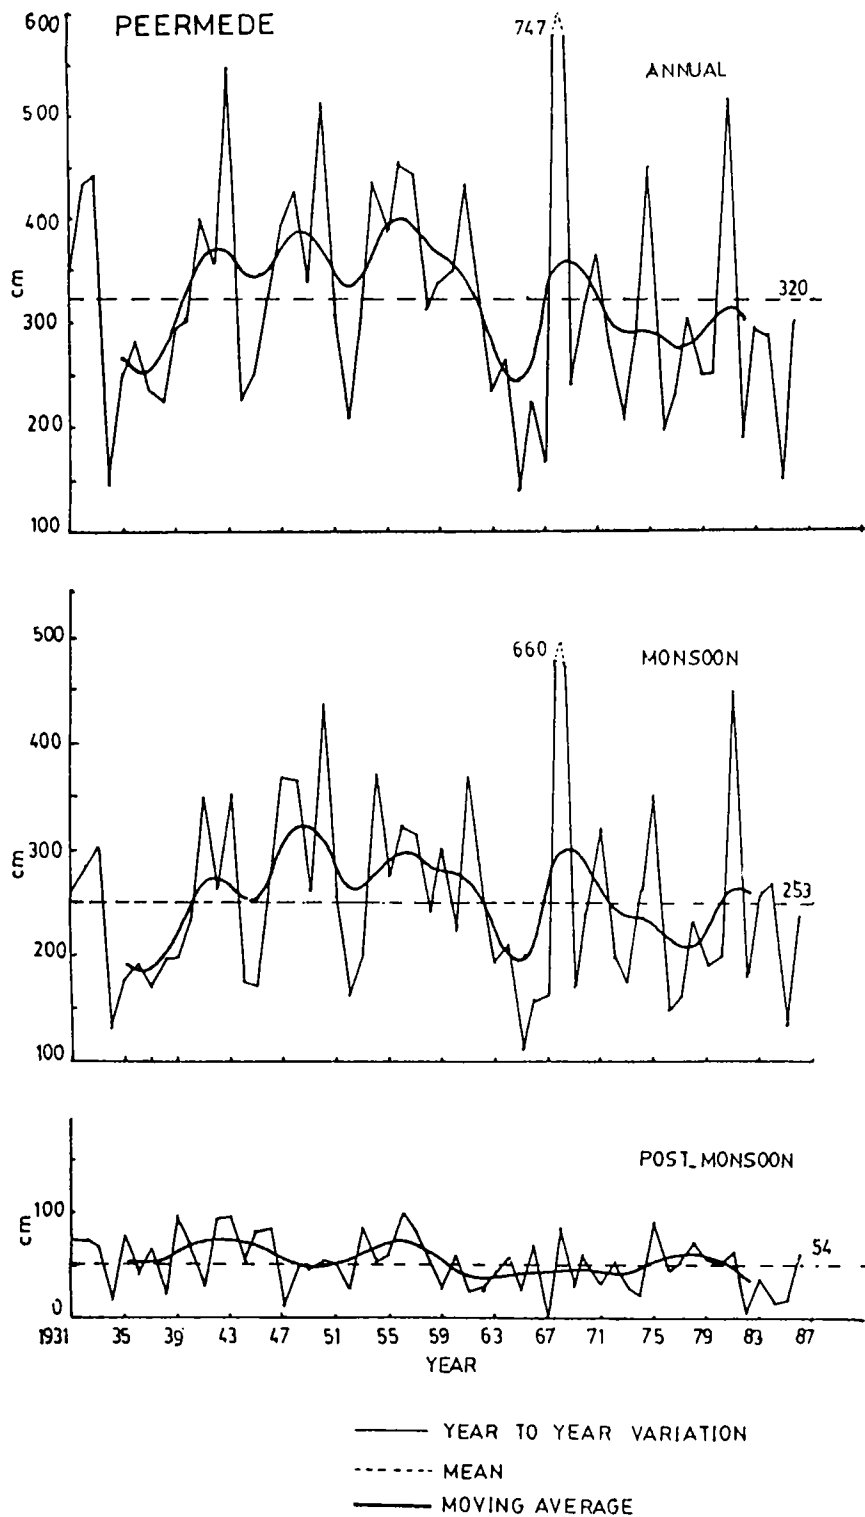 PEERMEDE
747
ANNUAL
600
500
400
300
200
100
cm
320
660
MONSOON
500
400
300
200
100
cm
253
POST_MONSOON
100
0
cm
54
1931 35 39 43 47 51 55 59 63 67 71 75 79 83 87
YEAR
YEAR TO YEAR VARIATION
MEAN
MOVING AVERAGE